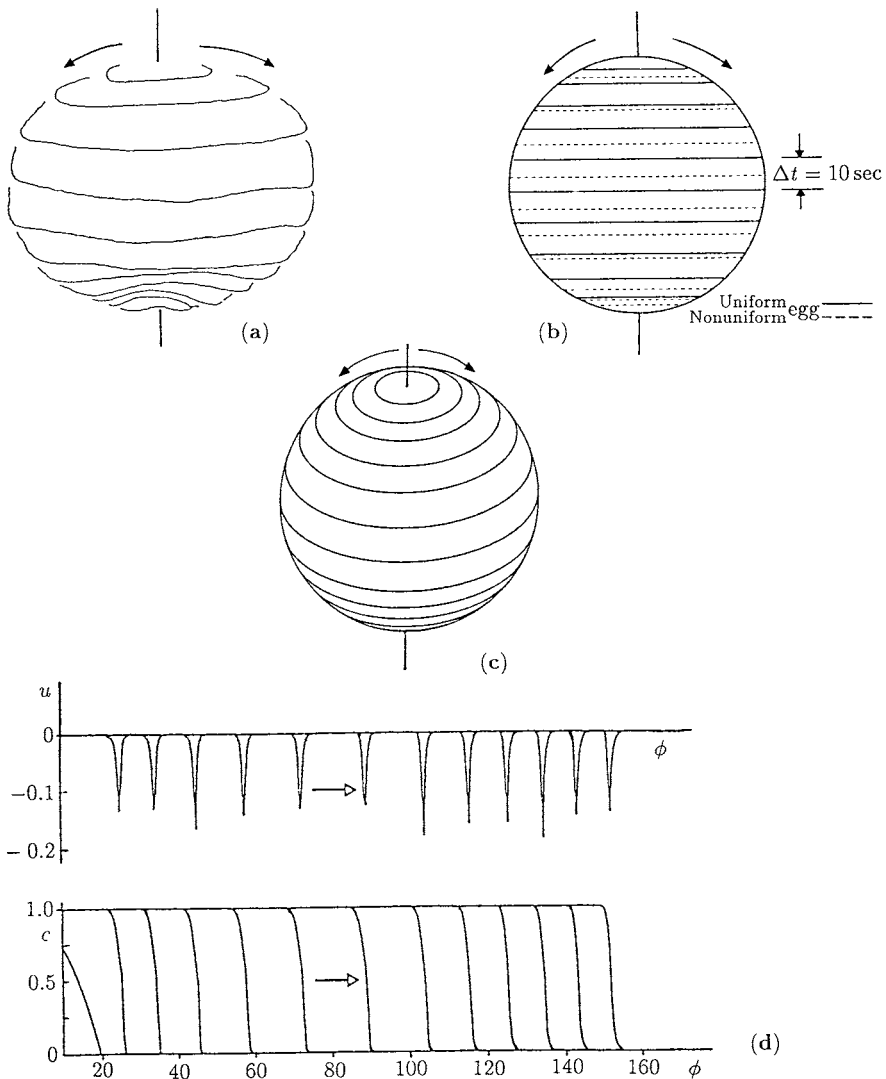 Δt = 10 sec
Uniform
Nonuniform
egg
(a)
(b)
(c)
u
0
−0.1
−0.2
ϕ
1.0
c
0.5
0
20
40
60
80
100
120
140
160
ϕ
(d)